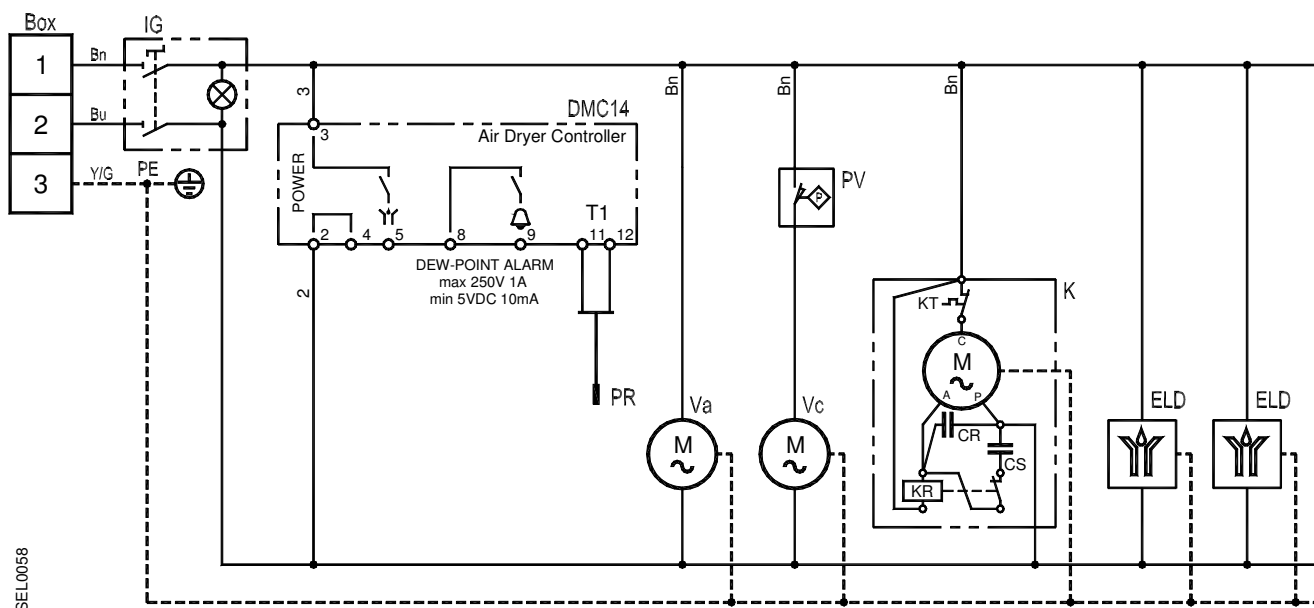 Box
IG
1
Bn
2
Bu
3
Y/G
PE
3
DMC14
Air Dryer Controller
3
POWER
T1
2
4
5
8
9
11
12
DEW-POINT ALARM
max 250V 1A
min 5VDC 10mA
2
PR
Bn
Va
M
Bn
P
PV
Vc
M
Bn
K
KT
C
M
A
P
CR
CS
KR
ELD
ELD
SEL0058